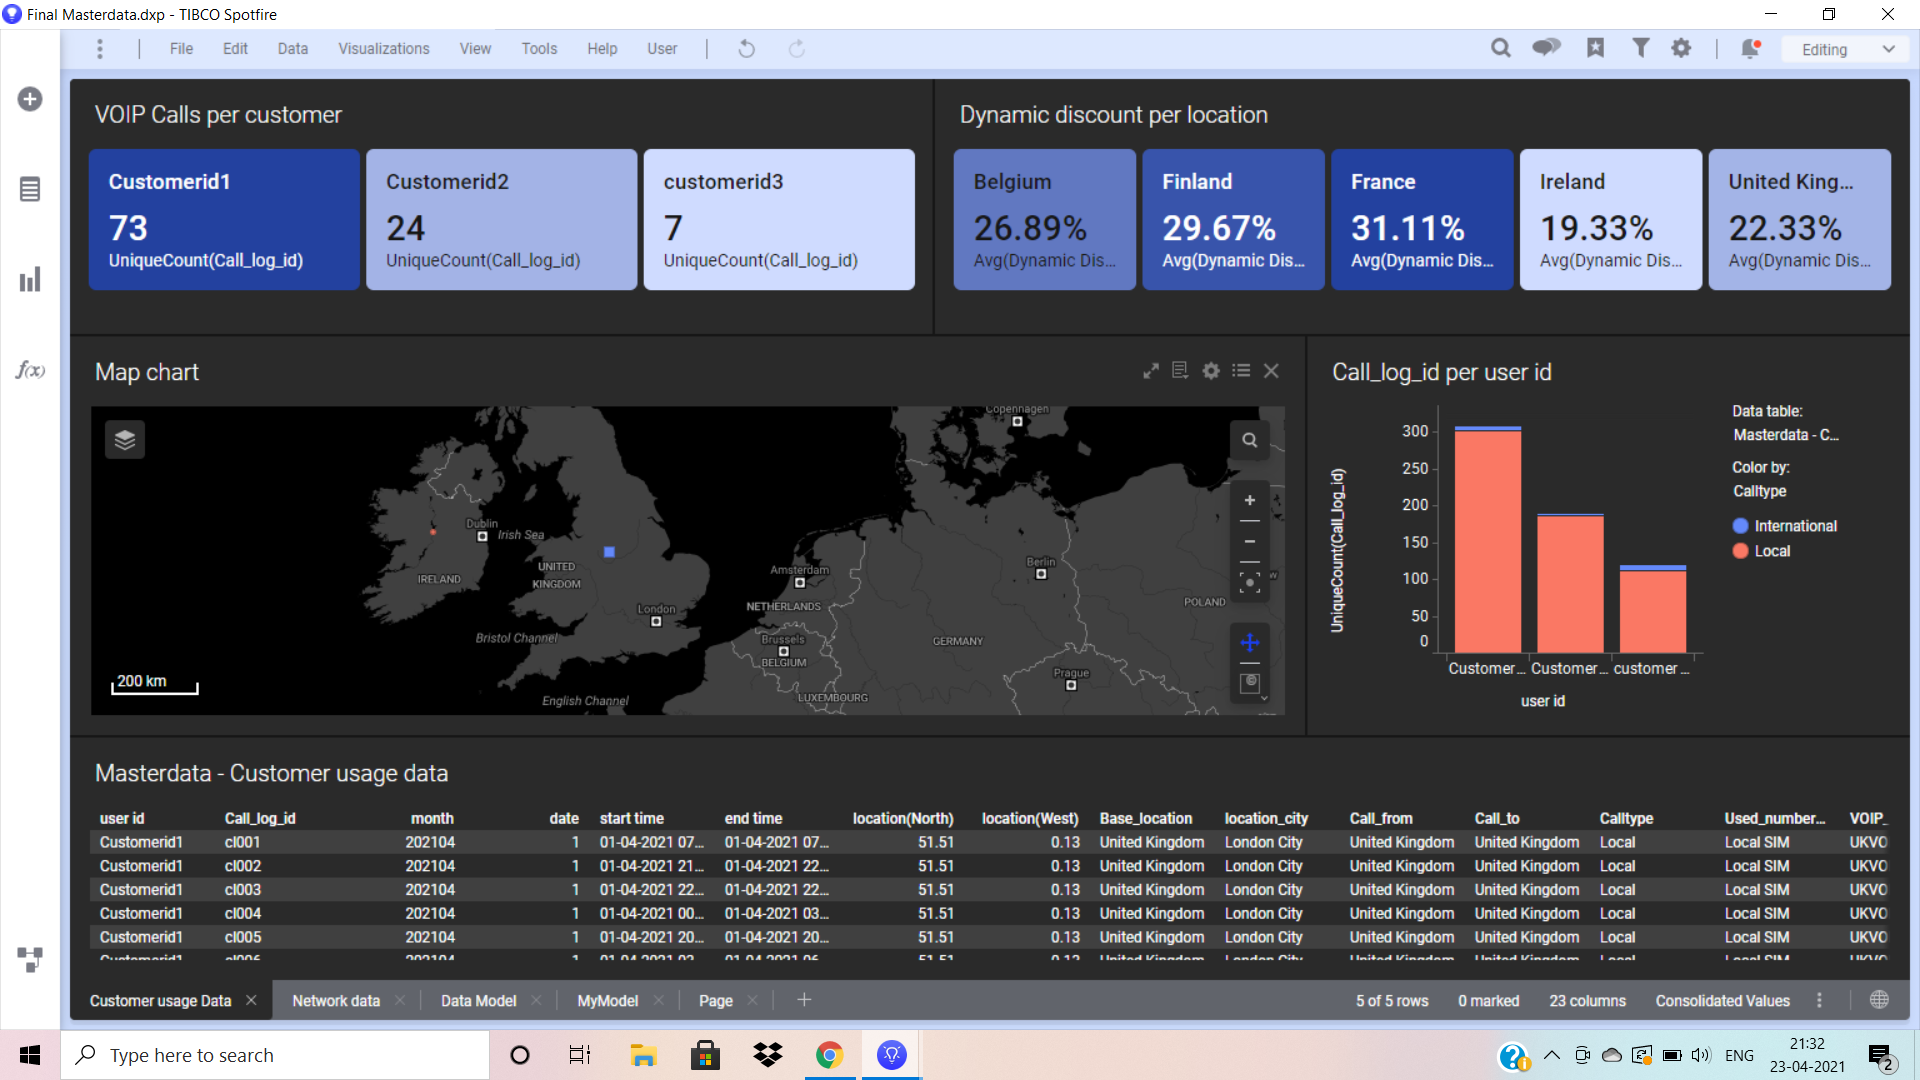 Final Masterdata.dxp - TIBCO Spotfire
File Edit Data Visualizations View Tools Help User Editing
VOIP Calls per customer
Customerid1
73
UniqueCount(Call_log_id)
Customerid2
24
UniqueCount(Call_log_id)
customerid3
7
UniqueCount(Call_log_id)
Dynamic discount per location
Belgium
26.89%
Avg(Dynamic Dis...
Finland
29.67%
Avg(Dynamic Dis...
France
31.11%
Avg(Dynamic Dis...
Ireland
19.33%
Avg(Dynamic Dis...
United King...
22.33%
Avg(Dynamic Dis...
f(x)
Map chart
Copenhagen
Dublin
Irish Sea
IRELAND
UNITED
KINGDOM
London
Bristol Channel
English Channel
Amsterdam
NETHERLANDS
Brussels
BELGIUM
LUXEMBOURG
GERMANY
Berlin
Prague
POLAND
200 km
Call_log_id per user id
UniqueCount(Call_log_id)
300
250
200
150
100
50
0
Customer ... Customer ... customer ...
user id
Data table:
Masterdata - C...
Color by:
Calltype
International
Local
Masterdata - Customer usage data
user id Call_log_id month date start time end time location(North) location(West) Base_location location_city Call_from Call_to Calltype Used_number... VOIP_
Customerid1 cl001 202104 1 01-04-2021 07... 01-04-2021 07... 51.51 0.13 United Kingdom London City United Kingdom United Kingdom Local Local SIM UKVO
Customerid1 cl002 202104 1 01-04-2021 21... 01-04-2021 22... 51.51 0.13 United Kingdom London City United Kingdom United Kingdom Local Local SIM UKVO
Customerid1 cl003 202104 1 01-04-2021 22... 01-04-2021 22... 51.51 0.13 United Kingdom London City United Kingdom United Kingdom Local Local SIM UKVO
Customerid1 cl004 202104 1 01-04-2021 00... 01-04-2021 03... 51.51 0.13 United Kingdom London City United Kingdom United Kingdom Local Local SIM UKVO
Customerid1 cl005 202104 1 01-04-2021 20... 01-04-2021 20... 51.51 0.13 United Kingdom London City United Kingdom United Kingdom Local Local SIM UKVO
Customer usage Data Network data Data Model MyModel Page 5 of 5 rows 0 marked 23 columns Consolidated Values
Type here to search
ENG
21:32
23-04-2021
2